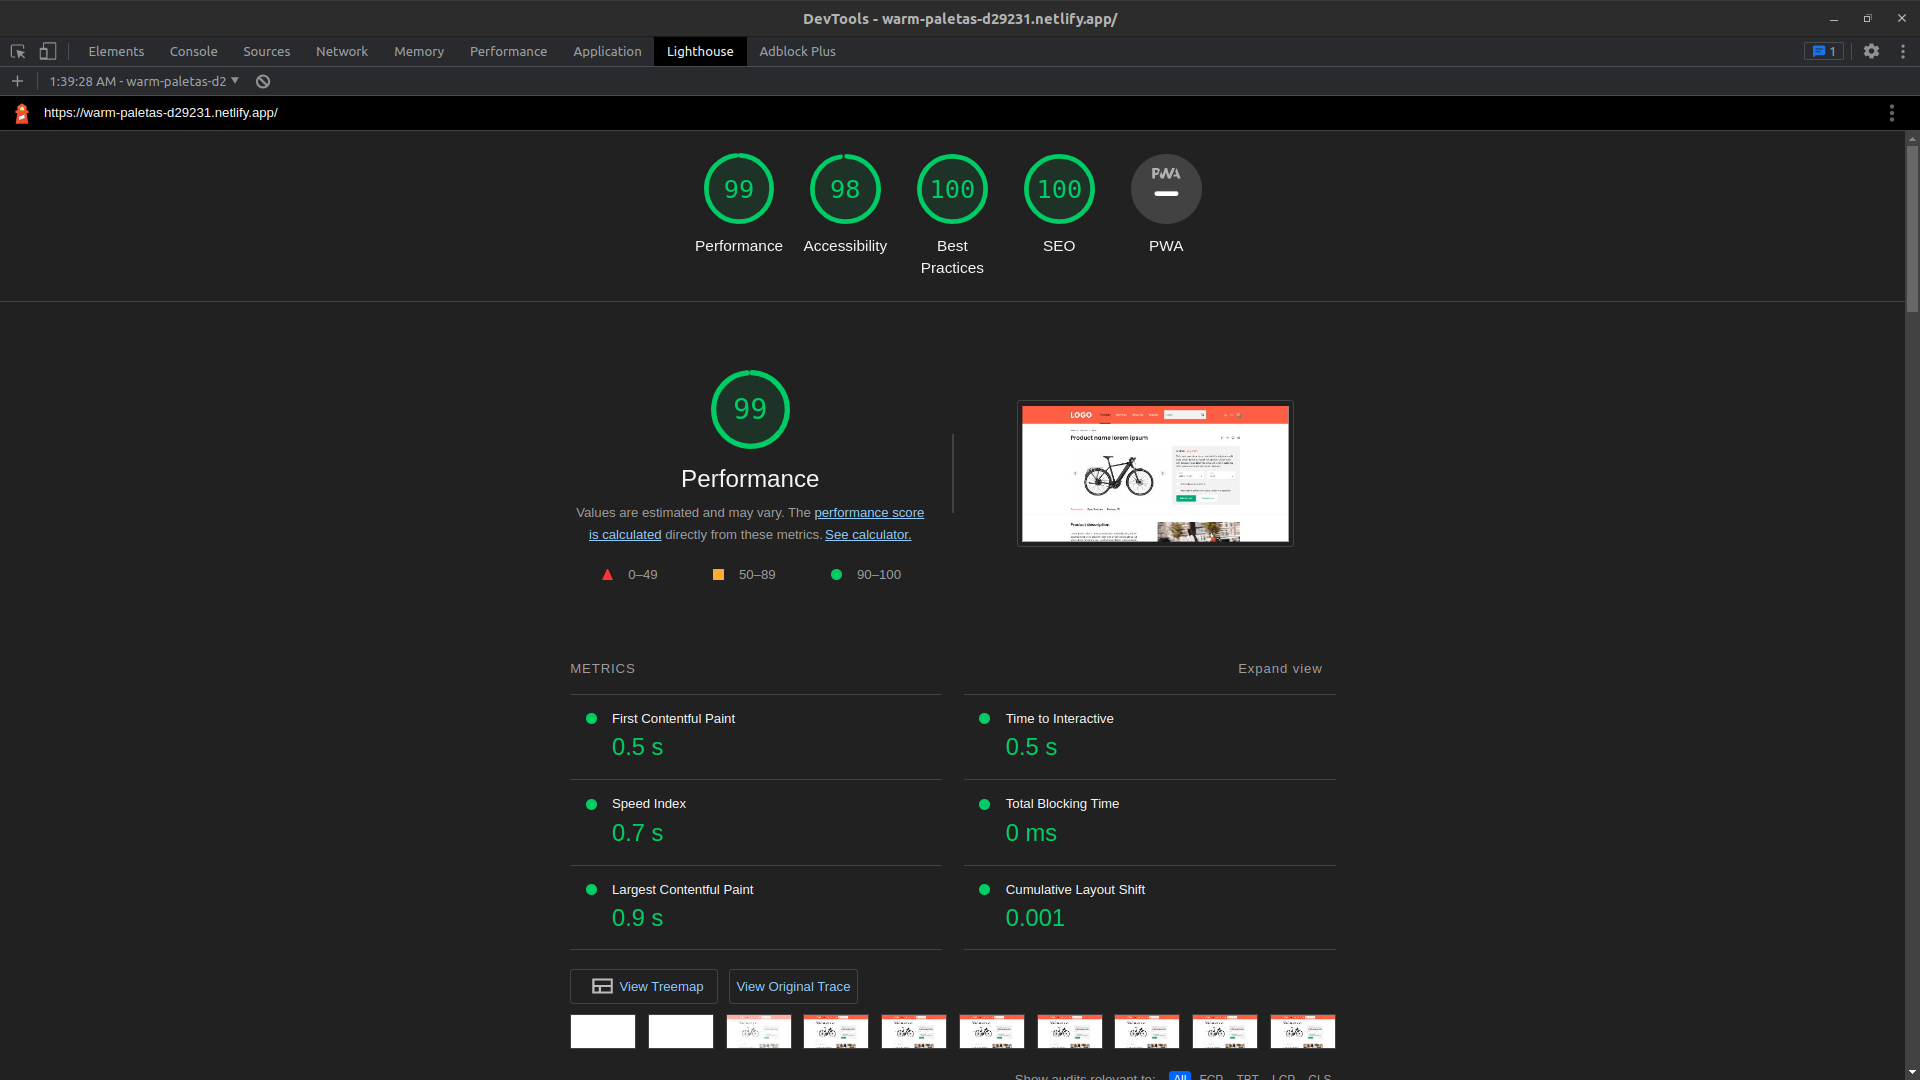 DevTools - warm-paletas-d29231.netlify.app/
Elements Console Sources Network Memory Performance Application Lighthouse Adblock Plus 1
1:39:28 AM - warm-paletas-d2
https://warm-paletas-d29231.netlify.app/
99 98 100 100 PWA
Performance Accessibility Best Practices SEO PWA
99
Performance
Values are estimated and may vary. The performance score
is calculated directly from these metrics. See calculator.
0–49 50–89 90–100
LOGO
Product name lorem ipsum
Product description
METRICS Expand view
First Contentful Paint
0.5 s
Time to Interactive
0.5 s
Speed Index
0.7 s
Total Blocking Time
0 ms
Largest Contentful Paint
0.9 s
Cumulative Layout Shift
0.001
View Treemap View Original Trace
Show audits relevant to: All FCP TBT LCP CLS